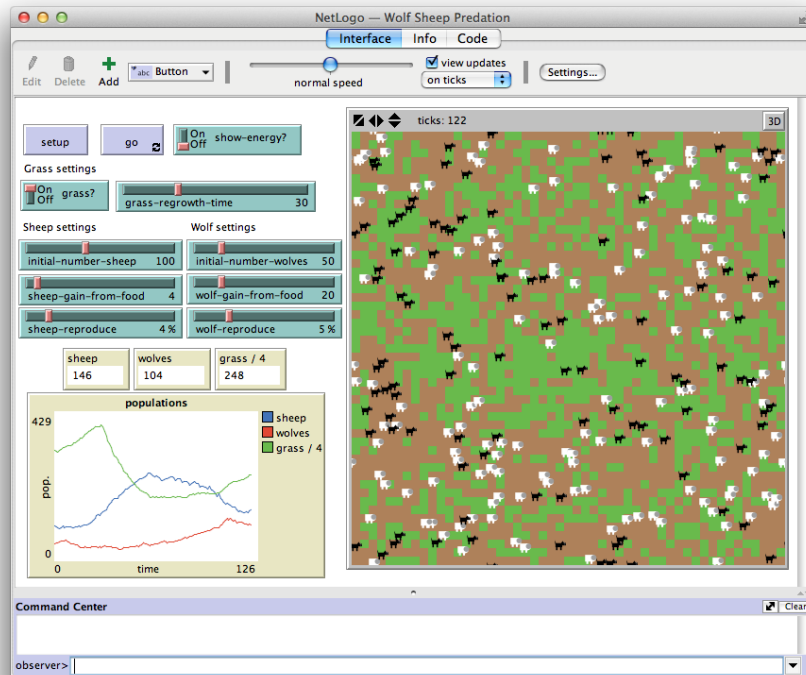 NetLogo — Wolf Sheep Predation
Interface Info Code
Edit Delete Add abc Button normal speed view updates on ticks Settings...
setup go On Off show-energy?
ticks: 122 3D
Grass settings
On Off grass? grass-regrowth-time 30
Sheep settings Wolf settings
initial-number-sheep 100 initial-number-wolves 50
sheep-gain-from-food 4 wolf-gain-from-food 20
sheep-reproduce 4 % wolf-reproduce 5 %
sheep wolves grass / 4
146 104 248
populations
429
pop.
0
0 time 126
sheep
wolves
grass / 4
Command Center Clear
observer>